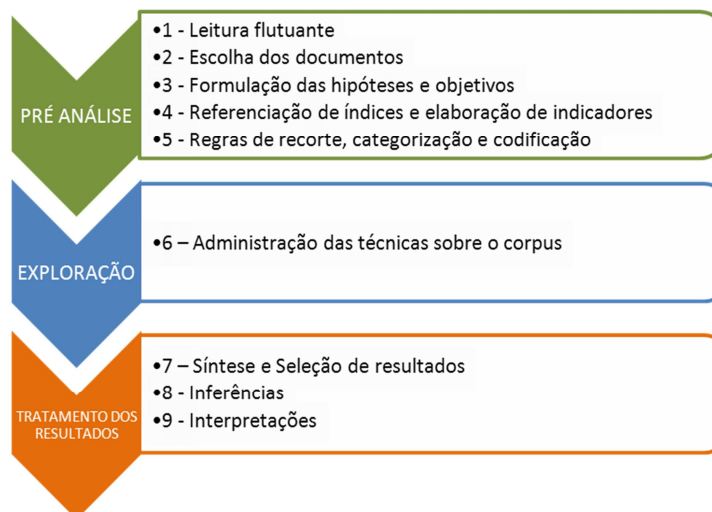 PRÉ ANÁLISE
•1 - Leitura flutuante
•2 - Escolha dos documentos
•3 - Formulação das hipóteses e objetivos
•4 - Referenciação de índices e elaboração de indicadores
•5 - Regras de recorte, categorização e codificação
EXPLORAÇÃO
•6 – Administração das técnicas sobre o corpus
TRATAMENTO DOS
RESULTADOS
•7 – Síntese e Seleção de resultados
•8 - Inferências
•9 - Interpretações